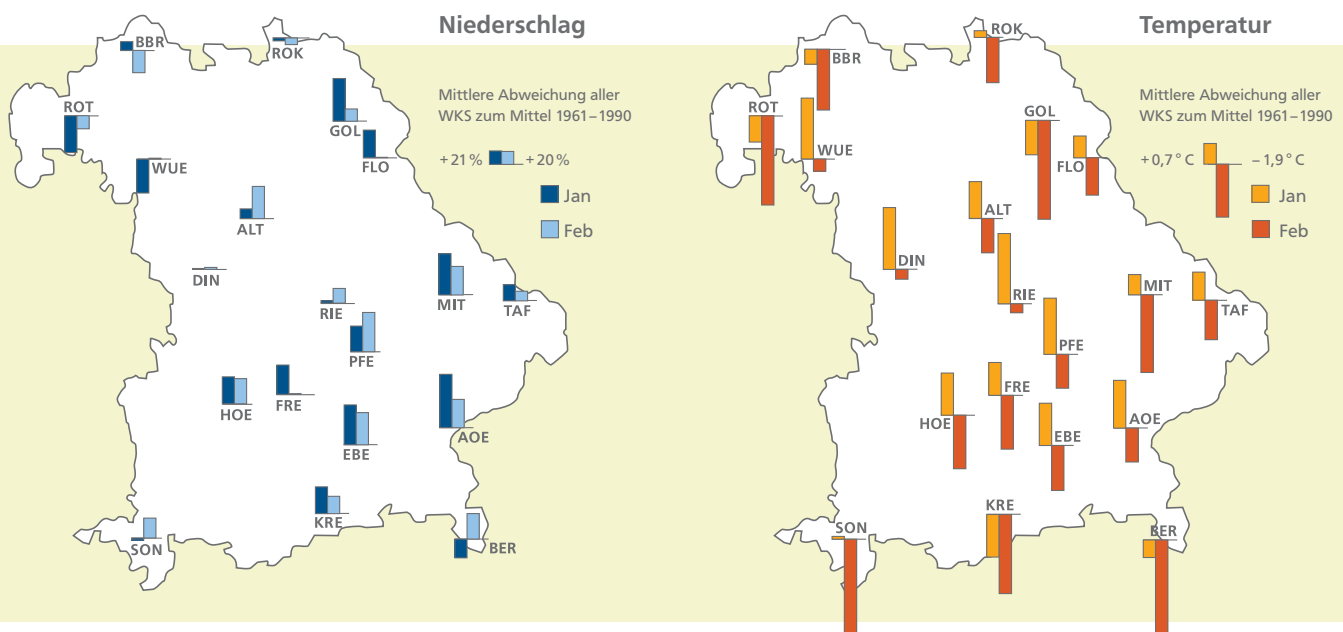 Niederschlag
Mittlere Abweichung aller
WKS zum Mittel 1961–1990
+21% +20%
Jan
Feb
BBR
ROK
ROT
GOL
FLO
WUE
ALT
DIN
RIE
MIT
TAF
PFE
HOE
FRE
AOE
EBE
KRE
SON
BER
Temperatur
Mittlere Abweichung aller
WKS zum Mittel 1961–1990
+0,7°C –1,9°C
Jan
Feb
ROK
BBR
ROT
GOL
WUE
FLO
ALT
DIN
RIE
MIT
TAF
PFE
FRE
HOE
AOE
EBE
KRE
SON
BER